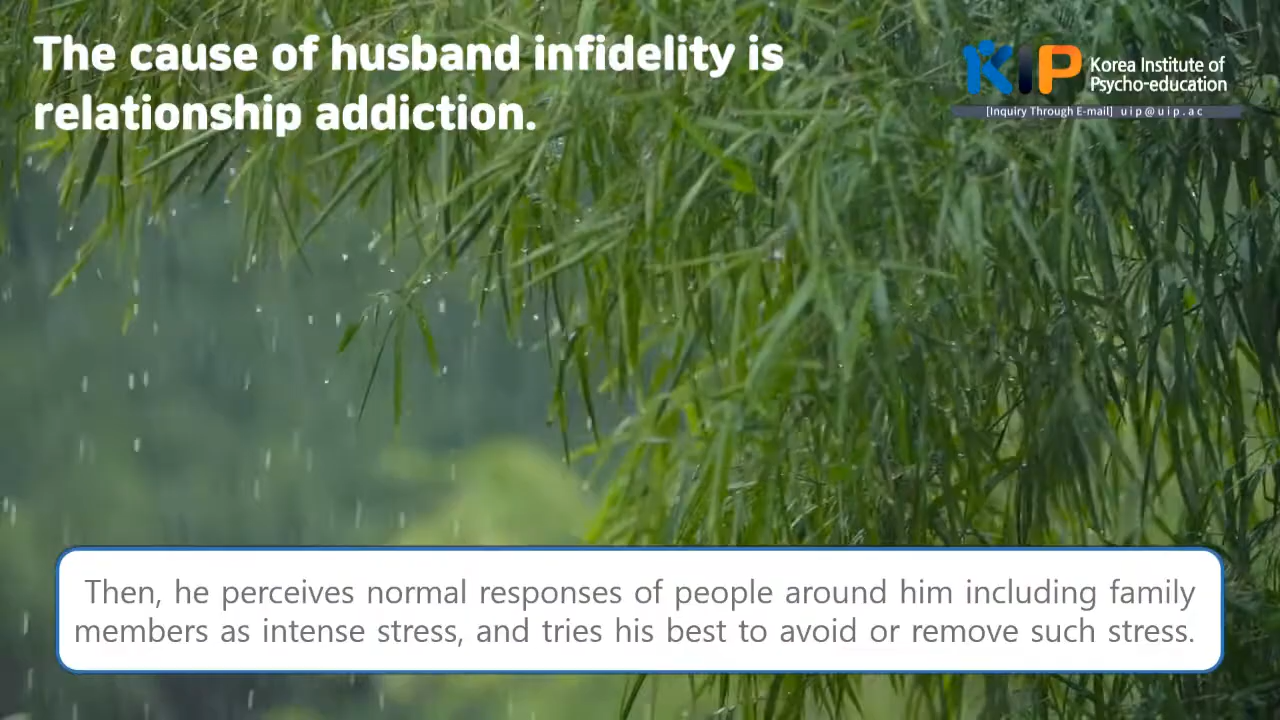 The cause of husband infidelity is
relationship addiction.
KIP
Korea Institute of
Psycho-education
[Inquiry Through E-mail] uip@uip.ac
Then, he perceives normal responses of people around him including family
members as intense stress, and tries his best to avoid or remove such stress.